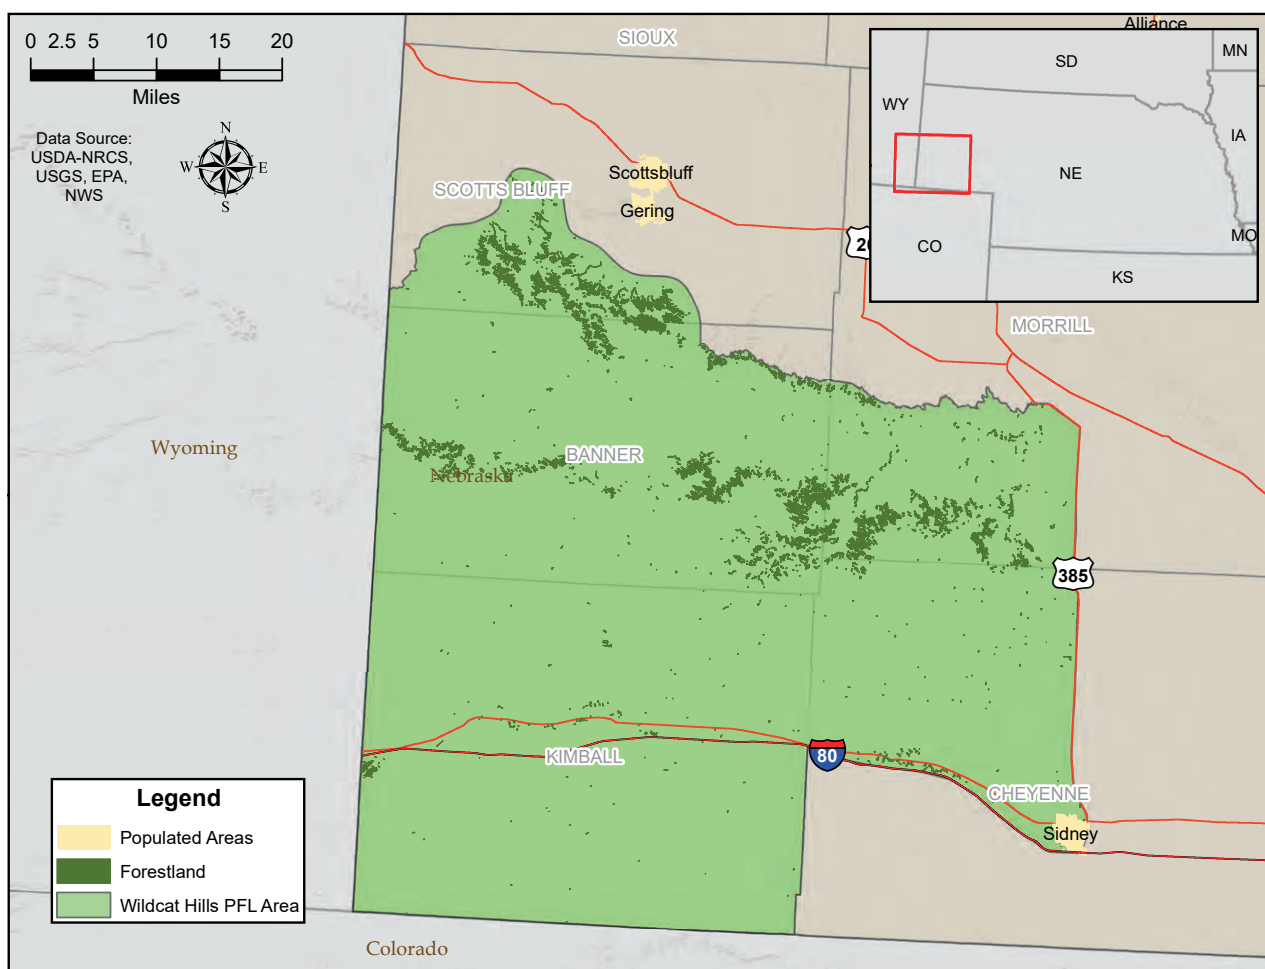 0 2.5 5 10 15 20
Miles
Data Source:
USDA-NRCS,
USGS, EPA,
NWS
N
W E
S
SIOUX
Alliance
SD
MN
WY
IA
NE
MO
CO
KS
SCOTTS BLUFF
Scottsbluff
Gering
MORRILL
Wyoming
BANNER
Nebraska
385
KIMBALL
80
CHEYENNE
Sidney
Legend
Populated Areas
Forestland
Wildcat Hills PFL Area
Colorado